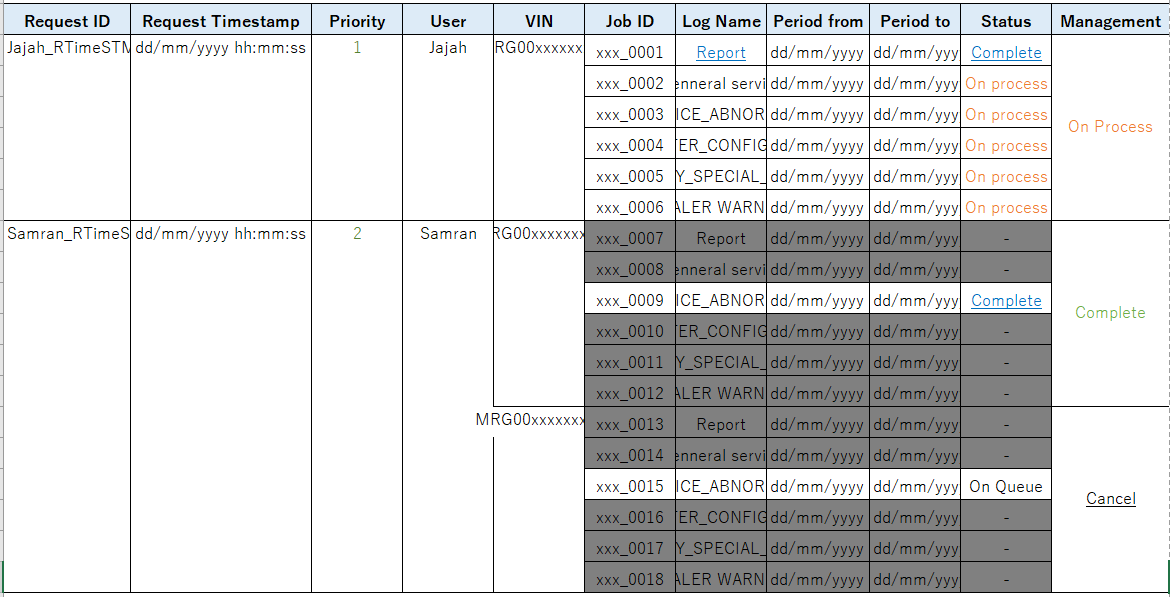 Request ID Request Timestamp Priority User VIN Job ID Log Name Period from Period to Status Management
Jajah_RTimeSTM dd/mm/yyyy hh:mm:ss 1 Jajah RG00xxxxxx xxx_0001 Report dd/mm/yyyy dd/mm/yyy Complete
xxx_0002 enneral servi dd/mm/yyyy dd/mm/yyy On process
xxx_0003 ICE_ABNOR dd/mm/yyyy dd/mm/yyy On process
On Process
xxx_0004 TER_CONFIG dd/mm/yyyy dd/mm/yyy On process
xxx_0005 Y_SPECIAL_ dd/mm/yyyy dd/mm/yyy On process
xxx_0006 ALER WARN dd/mm/yyyy dd/mm/yyy On process
Samran_RTimeS dd/mm/yyyy hh:mm:ss 2 Samran RG00xxxxxxx xxx_0007 Report dd/mm/yyyy dd/mm/yyy -
xxx_0008 enneral servi dd/mm/yyyy dd/mm/yyy -
xxx_0009 ICE_ABNOR dd/mm/yyyy dd/mm/yyy Complete
Complete
xxx_0010 TER_CONFIG dd/mm/yyyy dd/mm/yyy -
xxx_0011 Y_SPECIAL_ dd/mm/yyyy dd/mm/yyy -
xxx_0012 ALER WARN dd/mm/yyyy dd/mm/yyy -
MRG00xxxxxxx xxx_0013 Report dd/mm/yyyy dd/mm/yyy -
xxx_0014 enneral servi dd/mm/yyyy dd/mm/yyy -
xxx_0015 ICE_ABNOR dd/mm/yyyy dd/mm/yyy On Queue
Cancel
xxx_0016 TER_CONFIG dd/mm/yyyy dd/mm/yyy -
xxx_0017 Y_SPECIAL_ dd/mm/yyyy dd/mm/yyy -
xxx_0018 ALER WARN dd/mm/yyyy dd/mm/yyy -